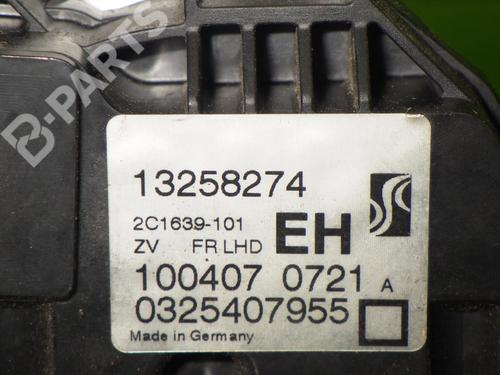 B-PARTS
13258274
2C1639-101
ZV FR LHD EH
100407 0721 A
0325407955
Made in Germany